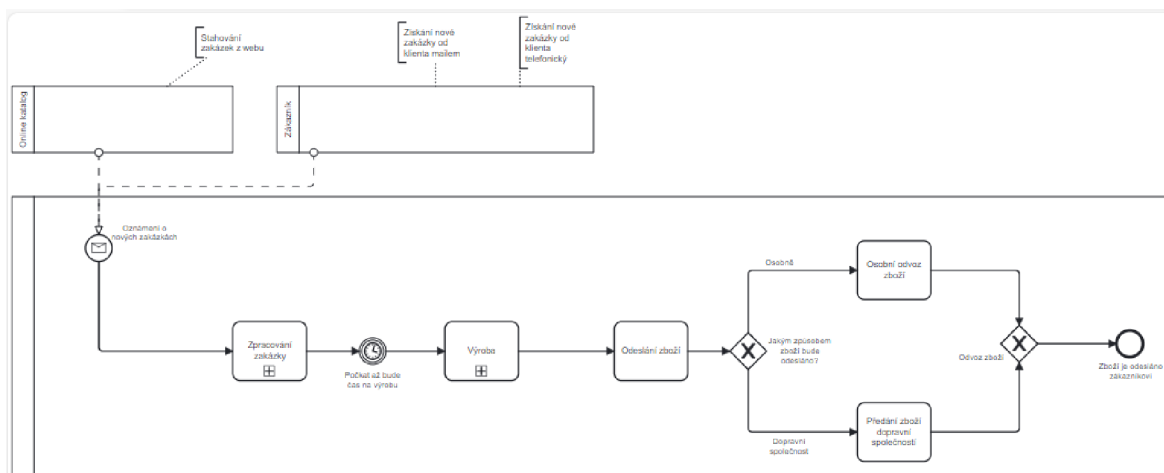 Stahování
zakázek z webu
Získání nové
zakázky od
klienta mailem
Získání nové
zakázky od
klienta
telefonický
Online katalog
Zákazník
Oznámení o
nových zakázkách
Zpracování
zakázky
Počkat až bude
čas na výrobu
Výroba
Odeslání zboží
Jakým způsobem
zboží bude
odesláno?
Osobně
Osobní odvoz
zboží
Dopravní
společnost
Předání zboží
dopravní
společností
Odvoz zboží
Zboží je odesláno
zákazníkovi